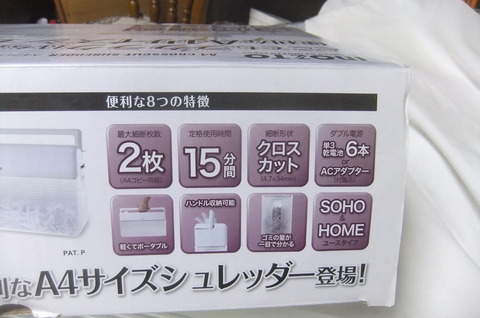 A4 CROSSCUT SHREDDER
便利な8つの特徴
最大細断枚数
2枚
(A4コピー用紙)
定格使用時間
15分間
細断形状
クロスカット
(4.7×34mm)
ダブル電源
単3乾電池6本
or
ACアダプター
軽くてポータブル
ハンドル収納可能
ゴミの量が
一目で分かる
SOHO
&
HOME
ユースタイプ
PAT. P
利なA4サイズシュレッダー登場!